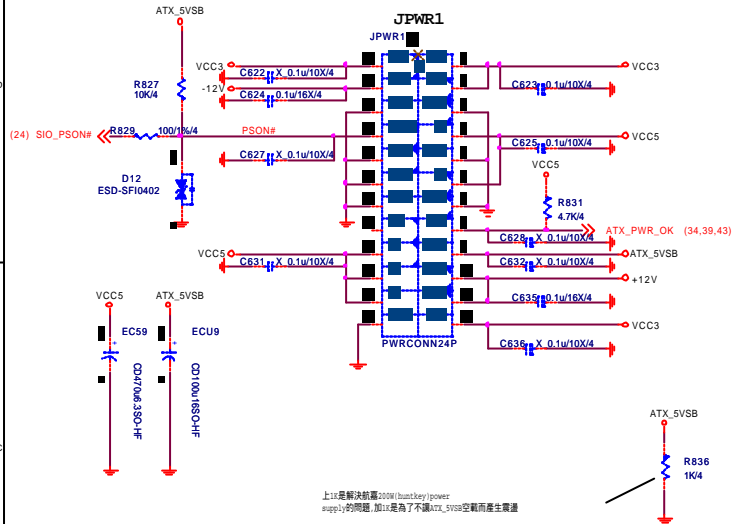 ATX_5VSB
JPWR1
JPWR1
VCC3
C622 X_0.1u/10X/4
-12V
C624 0.1u/16X/4
R827
10K/4
(24) SIO_PSON#
R829 100/1%/4
PSON#
C627 X_0.1u/10X/4
D12
ESD-SFI0402
VCC5
C631 X_0.1u/10X/4
VCC3
C623 0.1u/10X/4
VCC5
C625 0.1u/10X/4
VCC5
R831
4.7K/4
ATX_PWR_OK (34,39,43)
C628 X_0.1u/10X/4
ATX_5VSB
C632 X_0.1u/10X/4
+12V
C635 0.1u/16X/4
VCC3
C636 X_0.1u/10X/4
PWRCONN24P
VCC5
EC59
CD470u6.3SO-HF
ATX_5VSB
ECU9
CD100u16SO-HF
ATX_5VSB
R836
1K/4
上1K是解決航嘉200W(huntkey)power
supply的問題,加1K是為了不讓ATX_5VSB空載而產生震盪
C